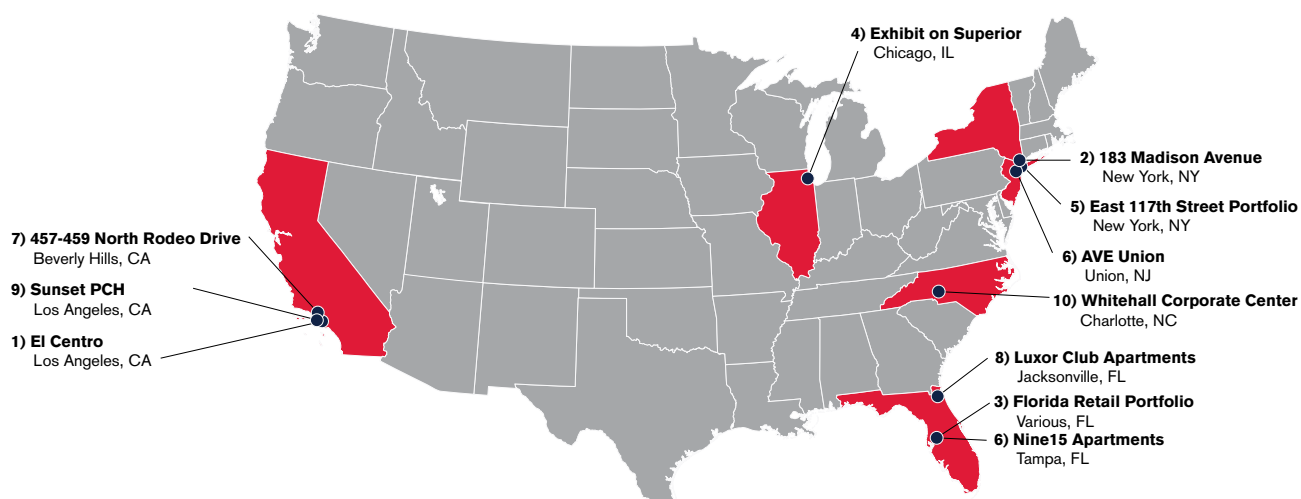 4) Exhibit on Superior
Chicago, IL
2) 183 Madison Avenue
New York, NY
5) East 117th Street Portfolio
New York, NY
7) 457-459 North Rodeo Drive
Beverly Hills, CA
6) AVE Union
Union, NJ
9) Sunset PCH
Los Angeles, CA
10) Whitehall Corporate Center
Charlotte, NC
1) El Centro
Los Angeles, CA
8) Luxor Club Apartments
Jacksonville, FL
3) Florida Retail Portfolio
Various, FL
6) Nine15 Apartments
Tampa, FL